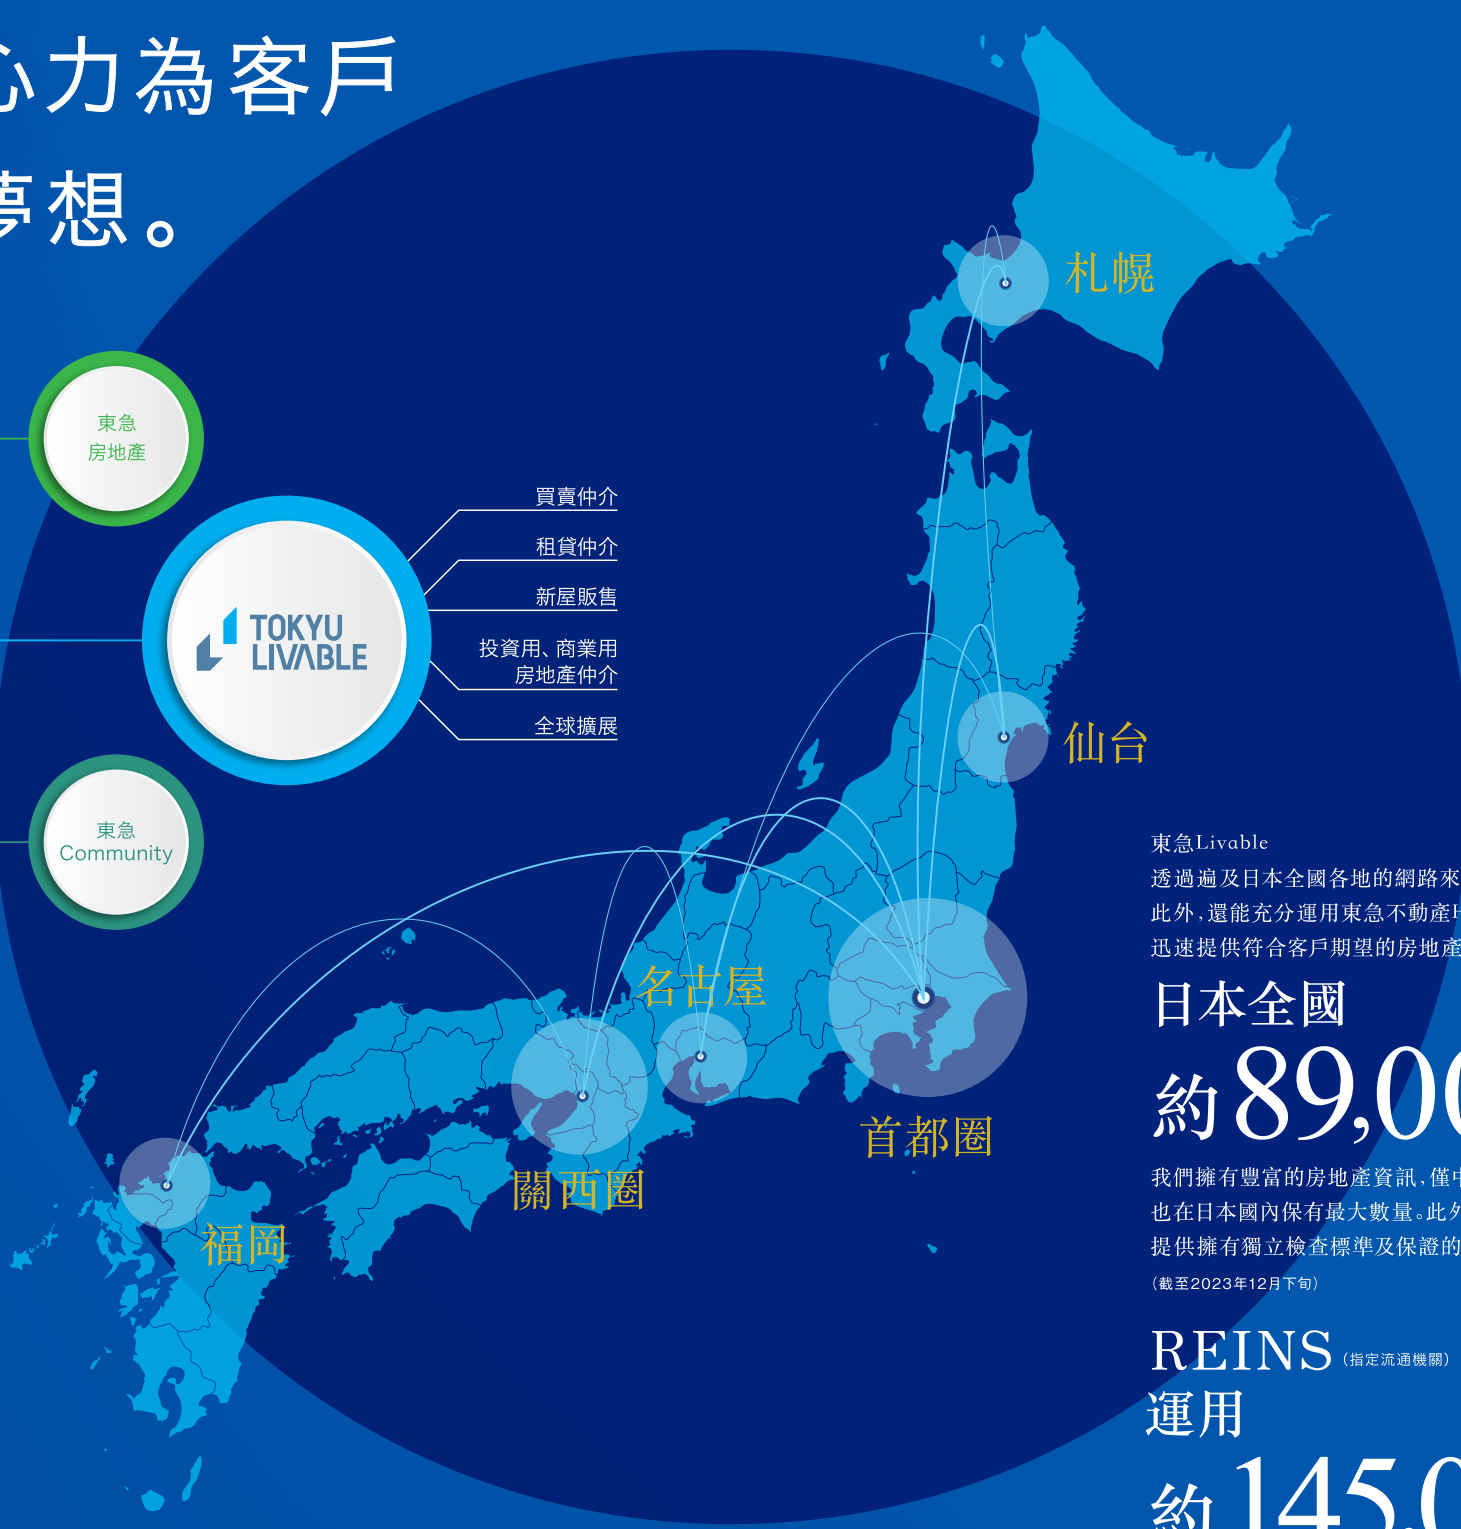 心力為客戶
夢想。
札幌
東急
房地產
買賣仲介
租賃仲介
新屋販售
投資用、商業用
房地產仲介
全球擴展
TOKYU
LIVABLE
仙台
東急
Community
名古屋
首都圈
關西圈
福岡
東急Livable
透過遍及日本全國各地的網路來
此外,還能充分運用東急不動產H
迅速提供符合客戶期望的房地產
日本全國
約89,00
我們擁有豐富的房地產資訊,僅中
也在日本國內保有最大數量。此外
提供擁有獨立檢查標準及保證的
(截至2023年12月下旬)
REINS(指定流通機關)
運用
約145,0